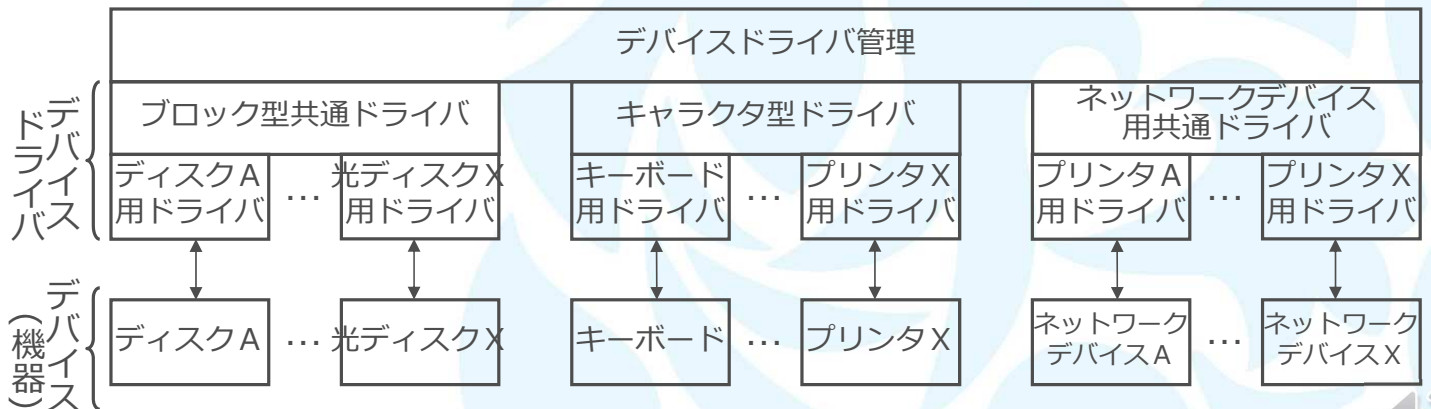 デバイスドライバ管理
デバイス
ドライバ
ブロック型共通ドライバ
キャラクタ型ドライバ
ネットワークデバイス
用共通ドライバ
ディスクA
用ドライバ
…
光ディスクX
用ドライバ
キーボード
用ドライバ
…
プリンタX
用ドライバ
プリンタA
用ドライバ
…
プリンタX
用ドライバ
デバイス
(機器)
ディスクA
…
光ディスクX
キーボード
…
プリンタX
ネットワーク
デバイスA
…
ネットワーク
デバイスX